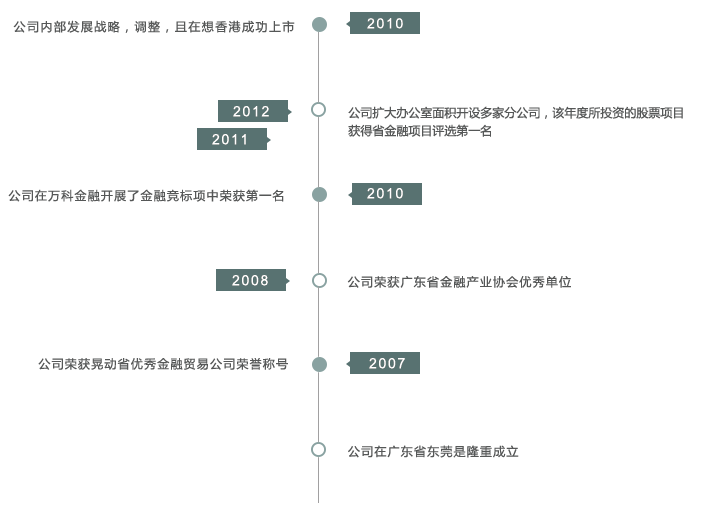 公司内部发展战略，调整，且在想香港成功上市
2010
2012
公司扩大办公室面积开设多家分公司，该年度所投资的股票项目
获得省金融项目评选第一名
2011
公司在万科金融开展了金融竞标项中荣获第一名
2010
2008
公司荣获广东省金融产业协会优秀单位
公司荣获晃动省优秀金融贸易公司荣誉称号
2007
公司在广东省东莞是隆重成立